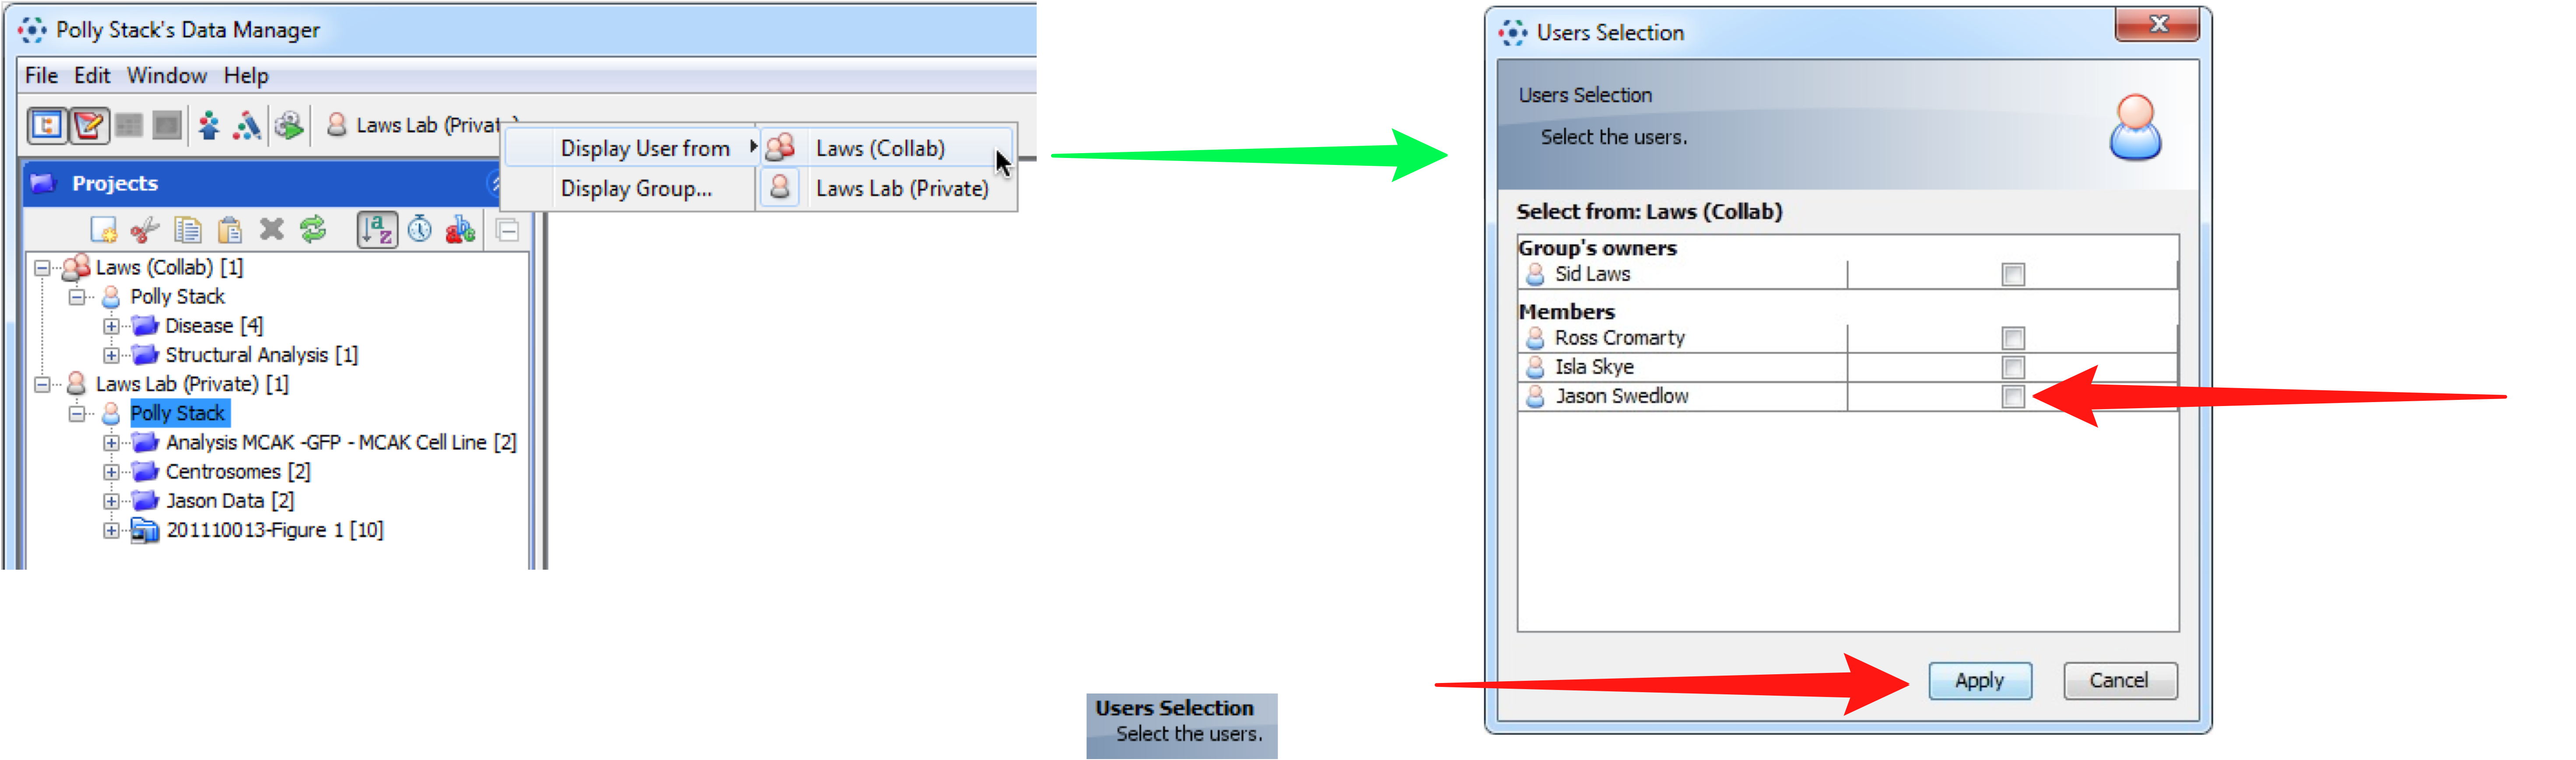 Polly Stack's Data Manager
File Edit Window Help
Laws Lab (Privat
Display User from
Display Group...
Laws (Collab)
Laws Lab (Private)
Projects
Laws (Collab) [1]
Polly Stack
Disease [4]
Structural Analysis [1]
Laws Lab (Private) [1]
Polly Stack
Analysis MCAK -GFP - MCAK Cell Line [2]
Centrosomes [2]
Jason Data [2]
201110013-Figure 1 [10]
Users Selection
Users Selection
Select the users.
Select from: Laws (Collab)
Group's owners
Sid Laws
Members
Ross Cromarty
Isla Skye
Jason Swedlow
Apply Cancel
Users Selection
Select the users.